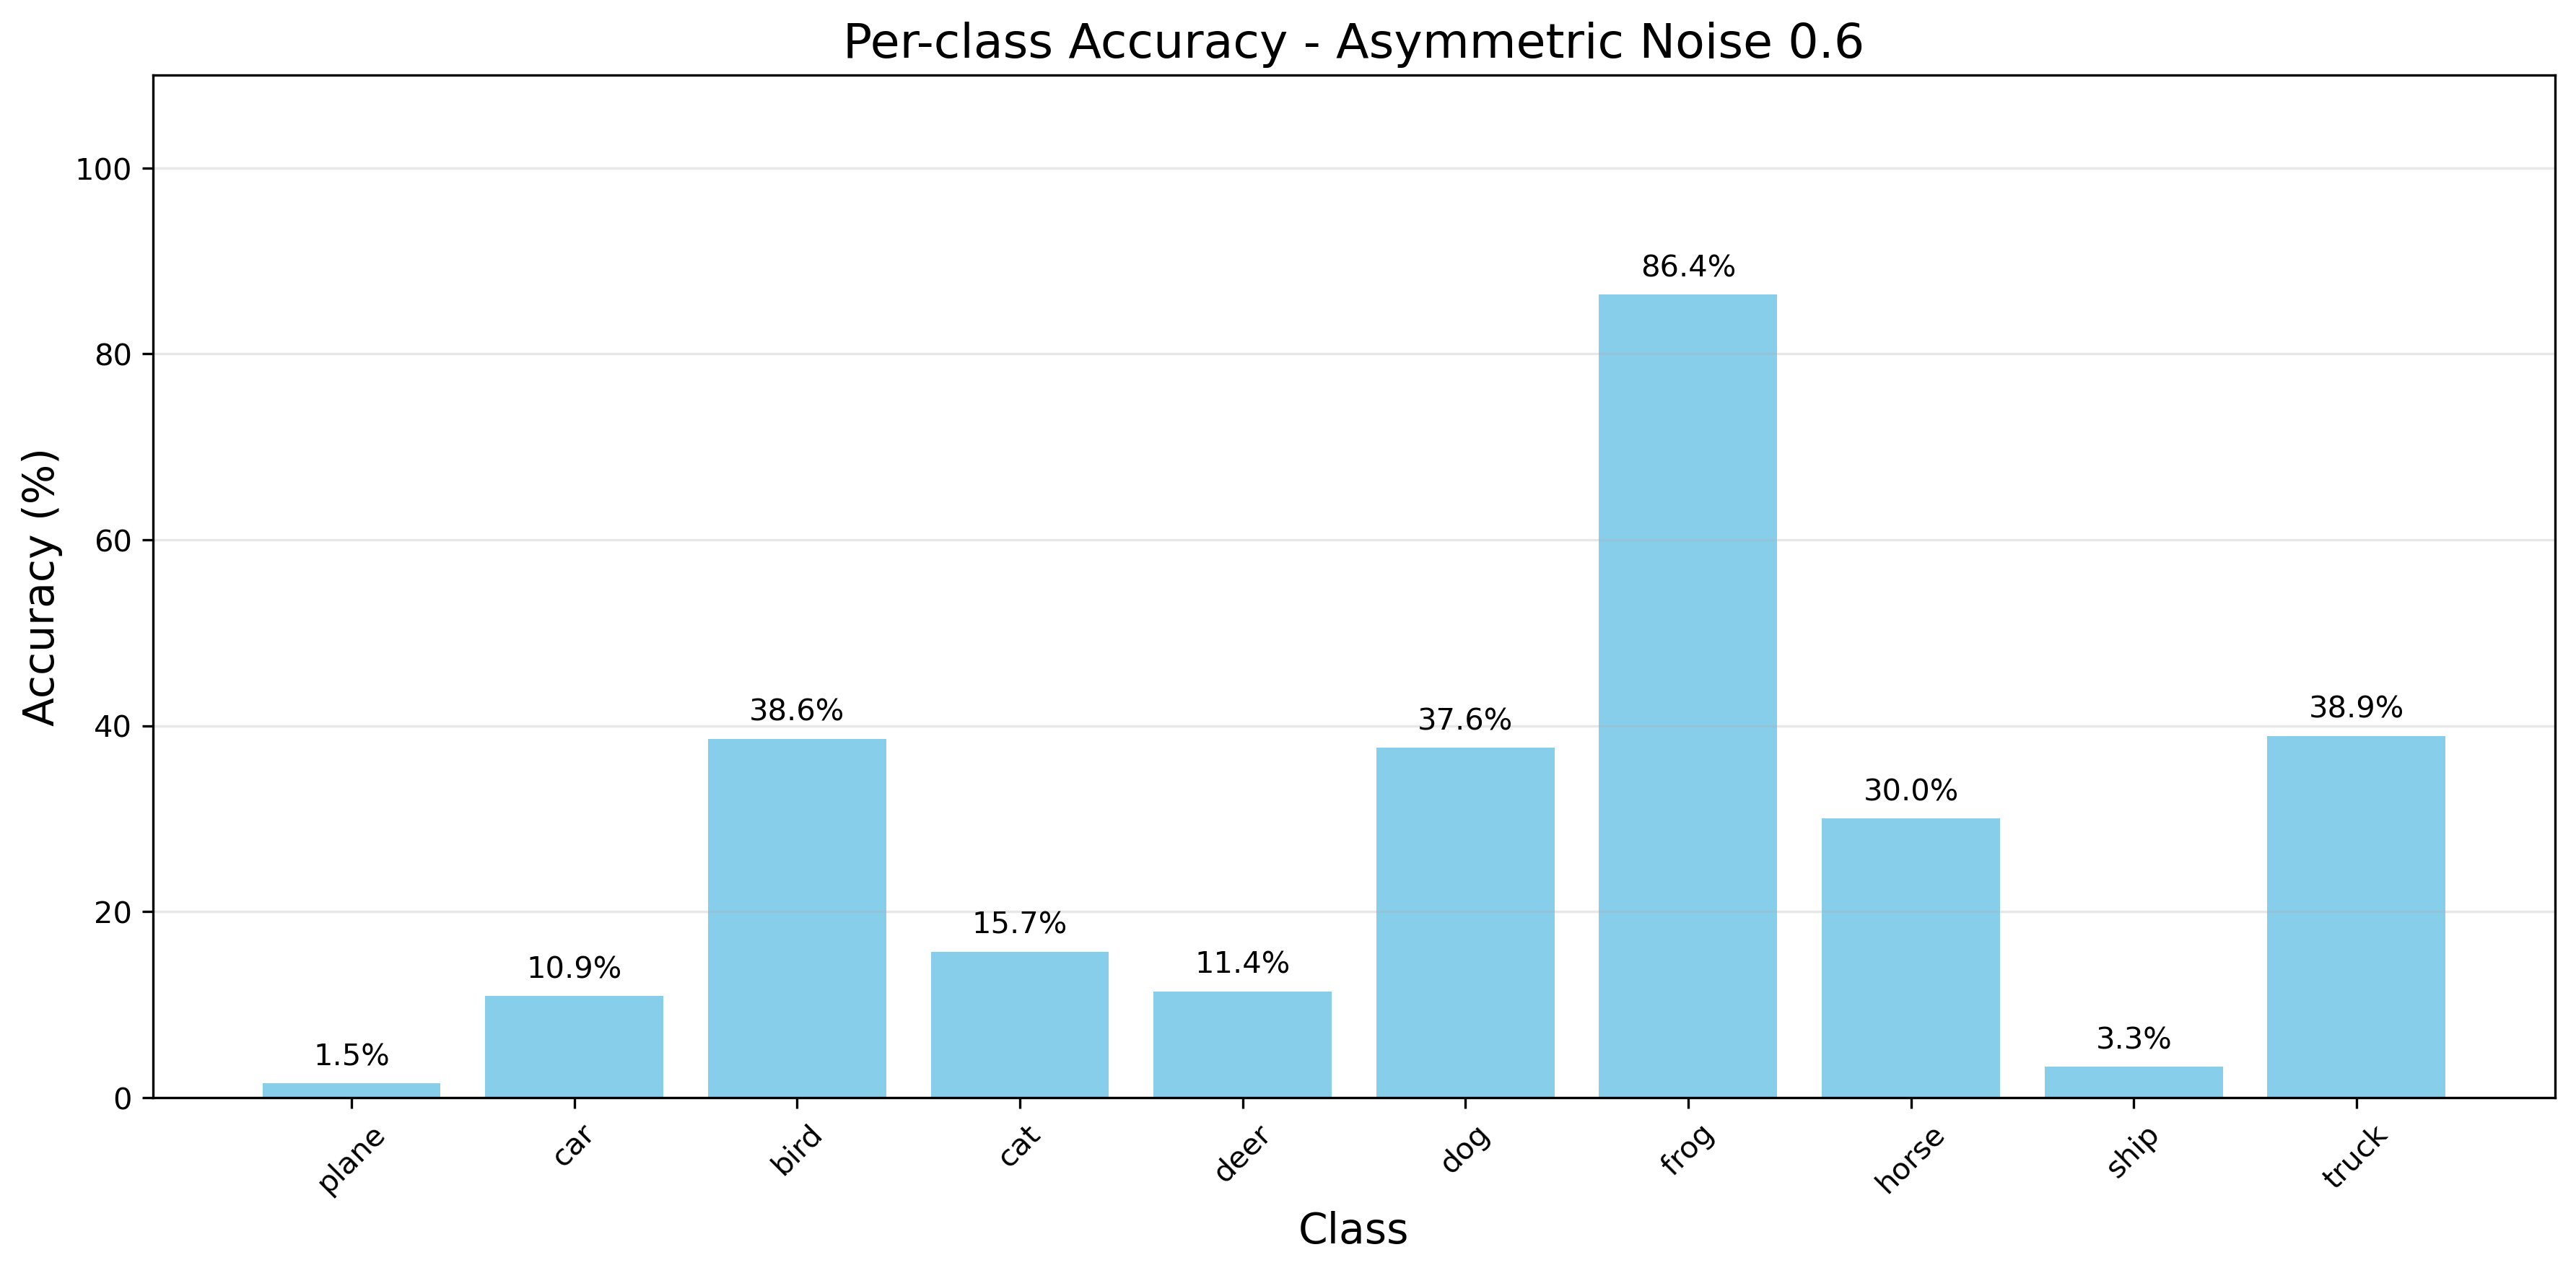 Per-class Accuracy - Asymmetric Noise 0.6
Accuracy (%)
100
80
60
40
20
0
1.5%
10.9%
38.6%
15.7%
11.4%
37.6%
86.4%
30.0%
3.3%
38.9%
plane
car
bird
cat
deer
dog
frog
horse
ship
truck
Class